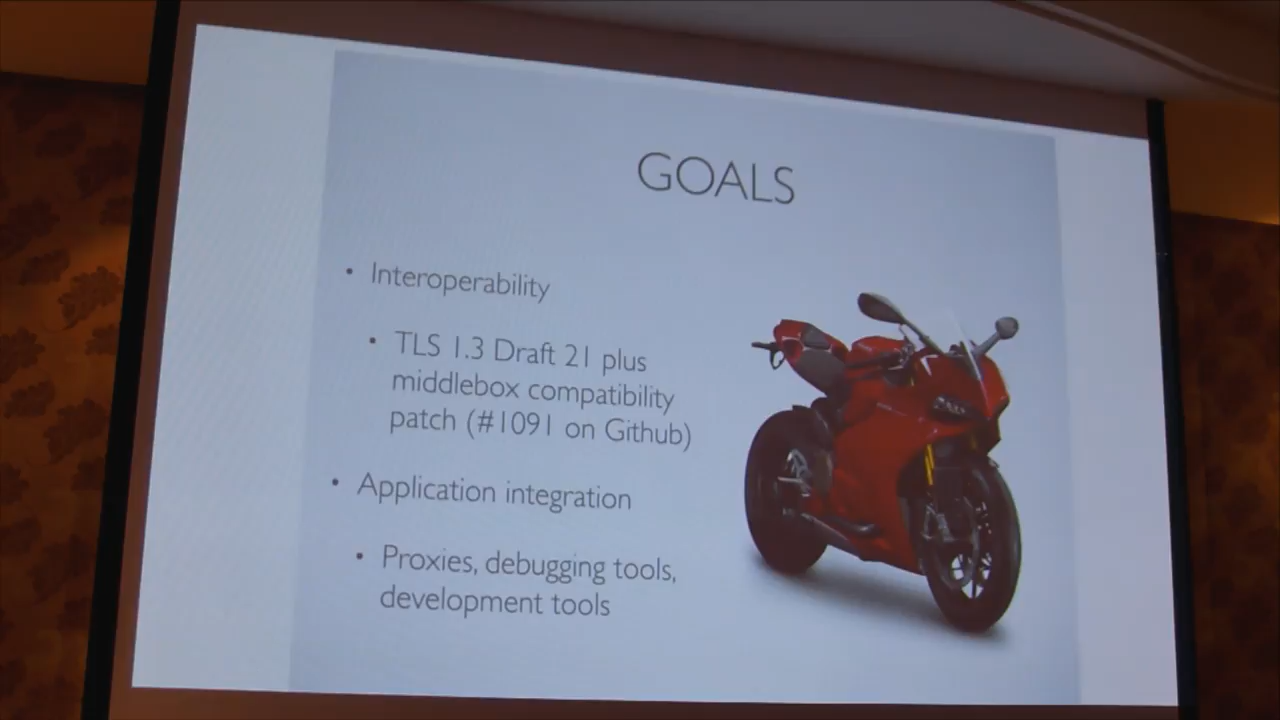 GOALS
• Interoperability
• TLS 1.3 Draft 21 plus
middlebox compatibility
patch (#1091 on Github)
• Application integration
• Proxies, debugging tools,
development tools